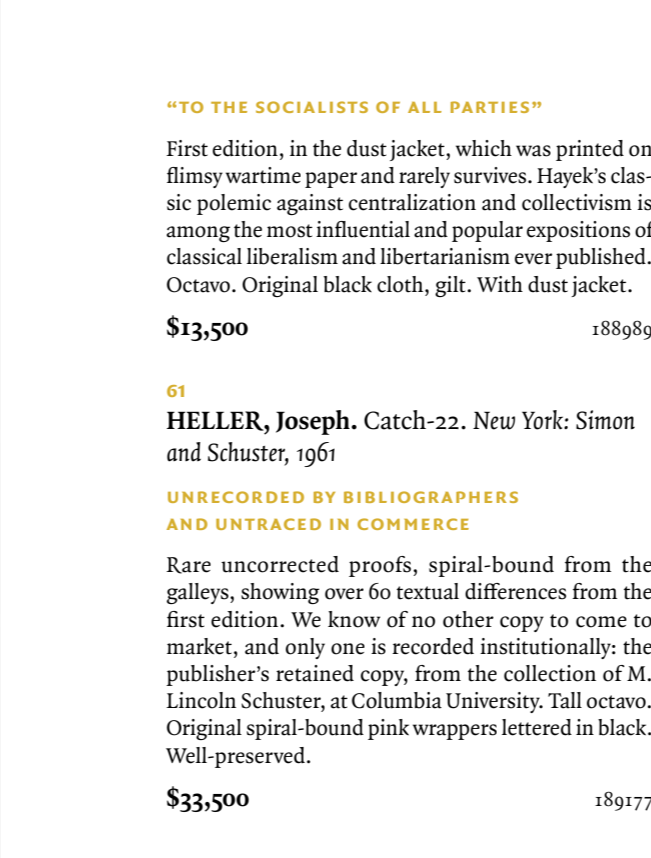 “TO THE SOCIALISTS OF ALL PARTIES”
First edition, in the dust jacket, which was printed on
flimsy wartime paper and rarely survives. Hayek’s clas-
sic polemic against centralization and collectivism is
among the most influential and popular expositions of
classical liberalism and libertarianism ever published.
Octavo. Original black cloth, gilt. With dust jacket.
$13,500 188989
61
HELLER, Joseph. Catch-22. New York: Simon
and Schuster, 1961
UNRECORDED BY BIBLIOGRAPHERS
AND UNTRACED IN COMMERCE
Rare uncorrected proofs, spiral-bound from the
galleys, showing over 60 textual differences from the
first edition. We know of no other copy to come to
market, and only one is recorded institutionally: the
publisher’s retained copy, from the collection of M.
Lincoln Schuster, at Columbia University. Tall octavo.
Original spiral-bound pink wrappers lettered in black.
Well-preserved.
$33,500 189177